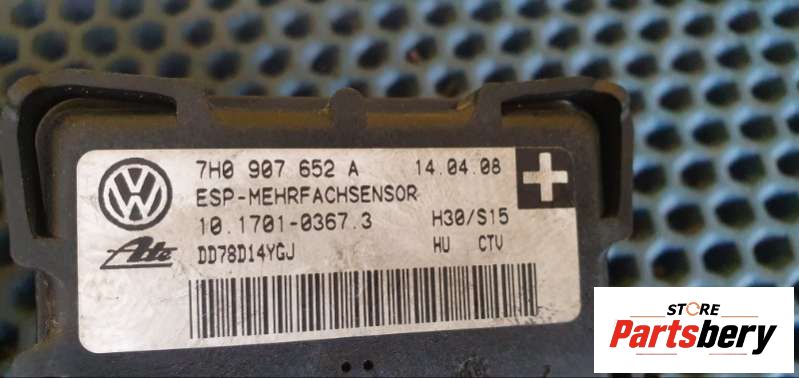 7H0 907 652 A 14.04.08
ESP-MEHRFACHSENSOR
10.1701-0367.3 H30/S15
Ate DD78D14YGJ HU CTV
STORE
Partsbery